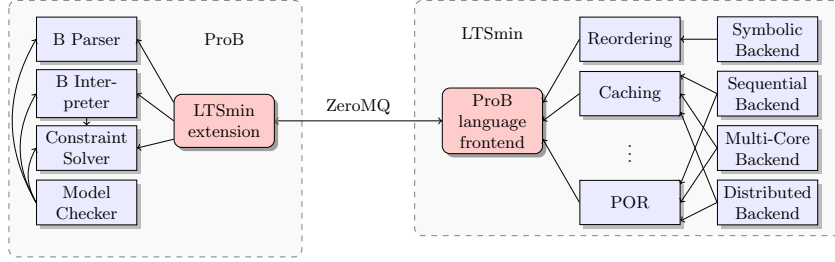 B Parser
ProB
B Inter-
preter
LTSmin
extension
Constraint
Solver
Model
Checker
ZeroMQ
LTSmin
ProB
language
frontend
Reordering
Caching
⋮
POR
Symbolic
Backend
Sequential
Backend
Multi-Core
Backend
Distributed
Backend